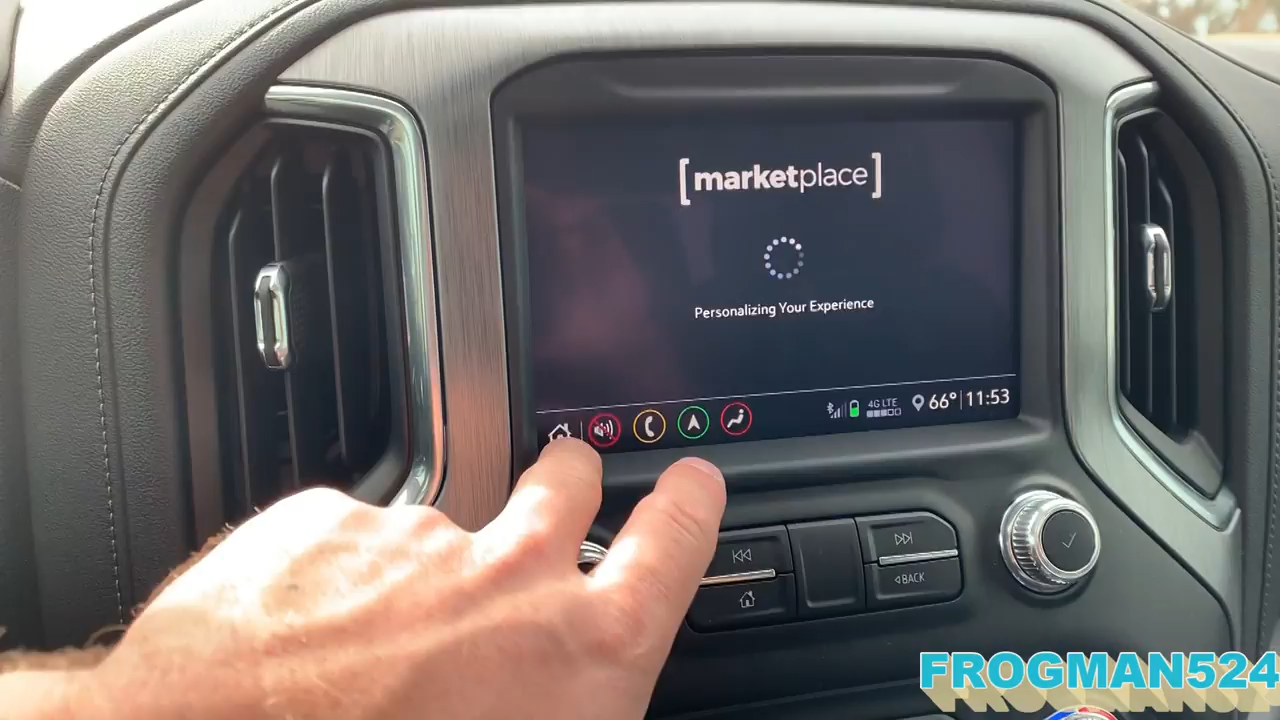 [marketplace]
Personalizing Your Experience
4G LTE
66° 11:53
BACK
FROGMAN524